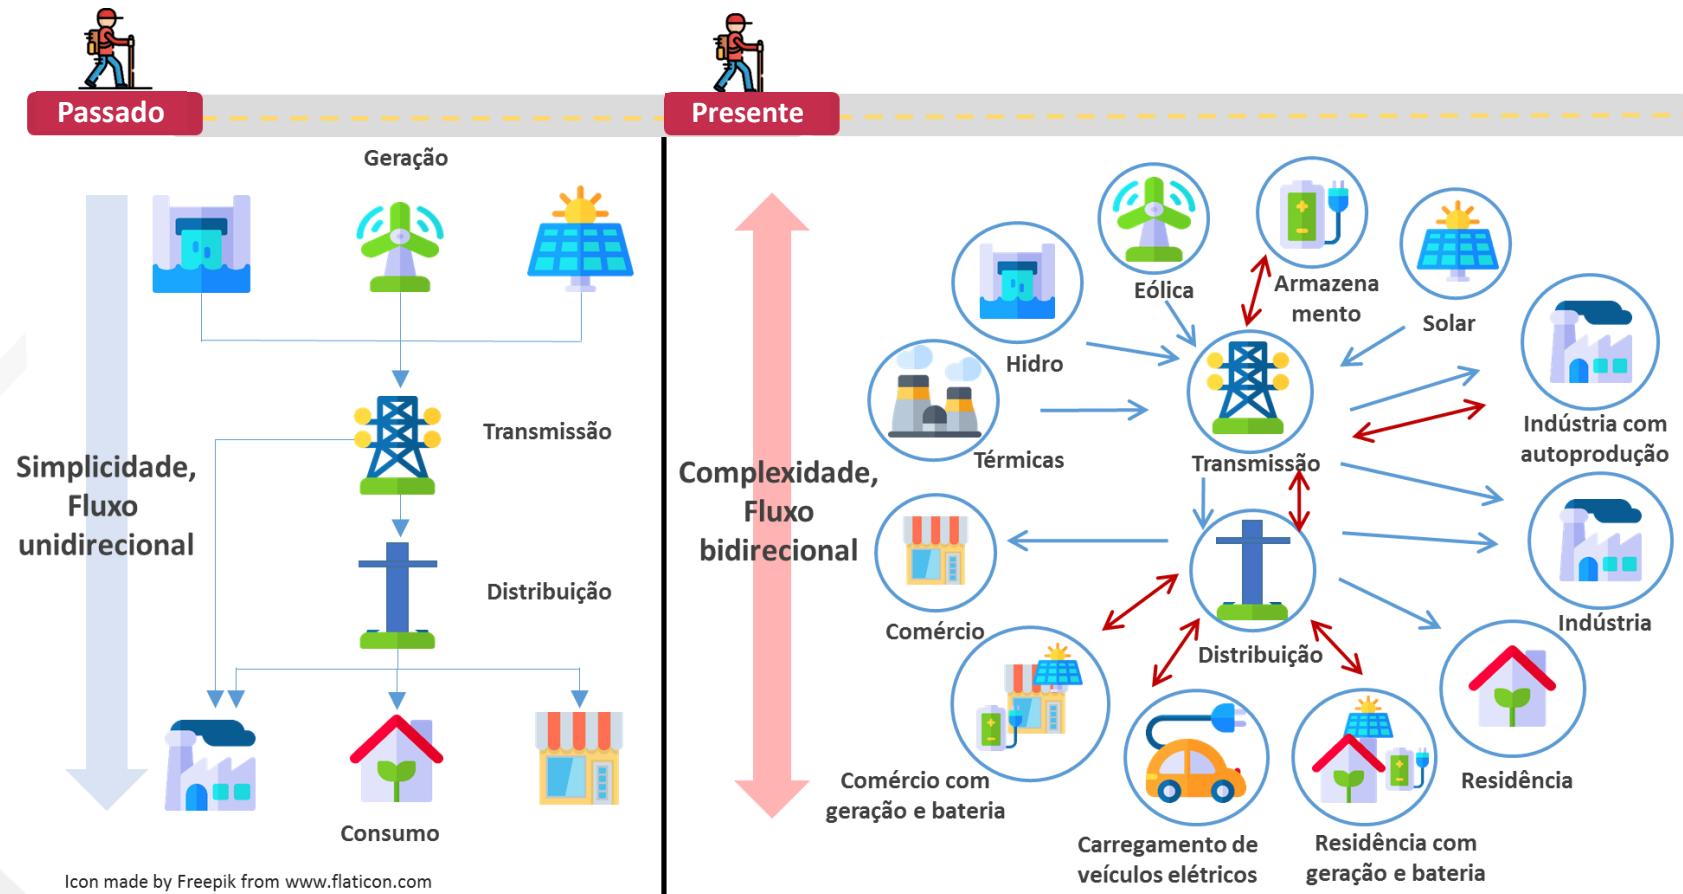 Passado
Presente
Geração
Transmissão
Distribuição
Consumo
Simplicidade,
Fluxo
unidirecional
Icon made by Freepik from www.flaticon.com
Complexidade,
Fluxo
bidirecional
Eólica
Armazena
mento
Solar
Hidro
Térmicas
Transmissão
Indústria com
autoprodução
Comércio
Distribuição
Indústria
Comércio com
geração e bateria
Carregamento de
veículos elétricos
Residência com
geração e bateria
Residência